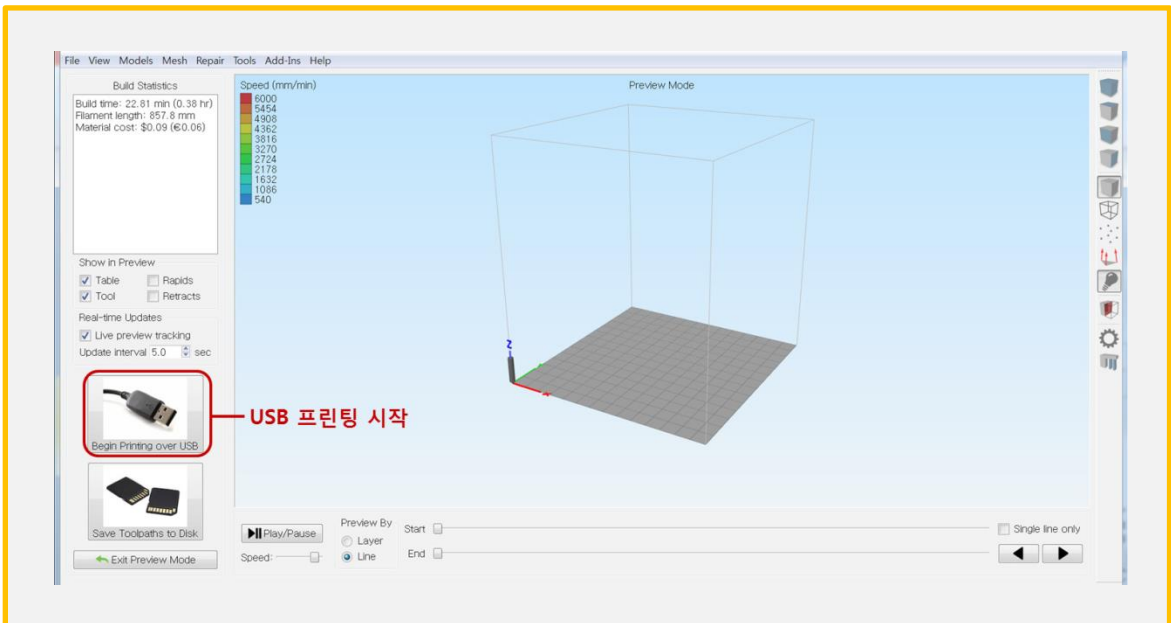 File View Models Mesh Repair Tools Add-Ins Help
Build Statistics
Build time: 22.81 min (0.38 hr)
Filament length: 857.8 mm
Material cost: $0.09 (€0.06)
Show in Preview
Table Rapids
Tool Retracts
Real-time Updates
Live preview tracking
Update interval 5.0 sec
Begin Printing over USB
Save Toolpaths to Disk
Exit Preview Mode
Speed (mm/min)
6000
5454
4908
4362
3816
3270
2724
2178
1632
1086
540
Preview Mode
Z
USB 프린팅 시작
Play/Pause
Speed:
Preview By
Layer
Line
Start
End
Single line only